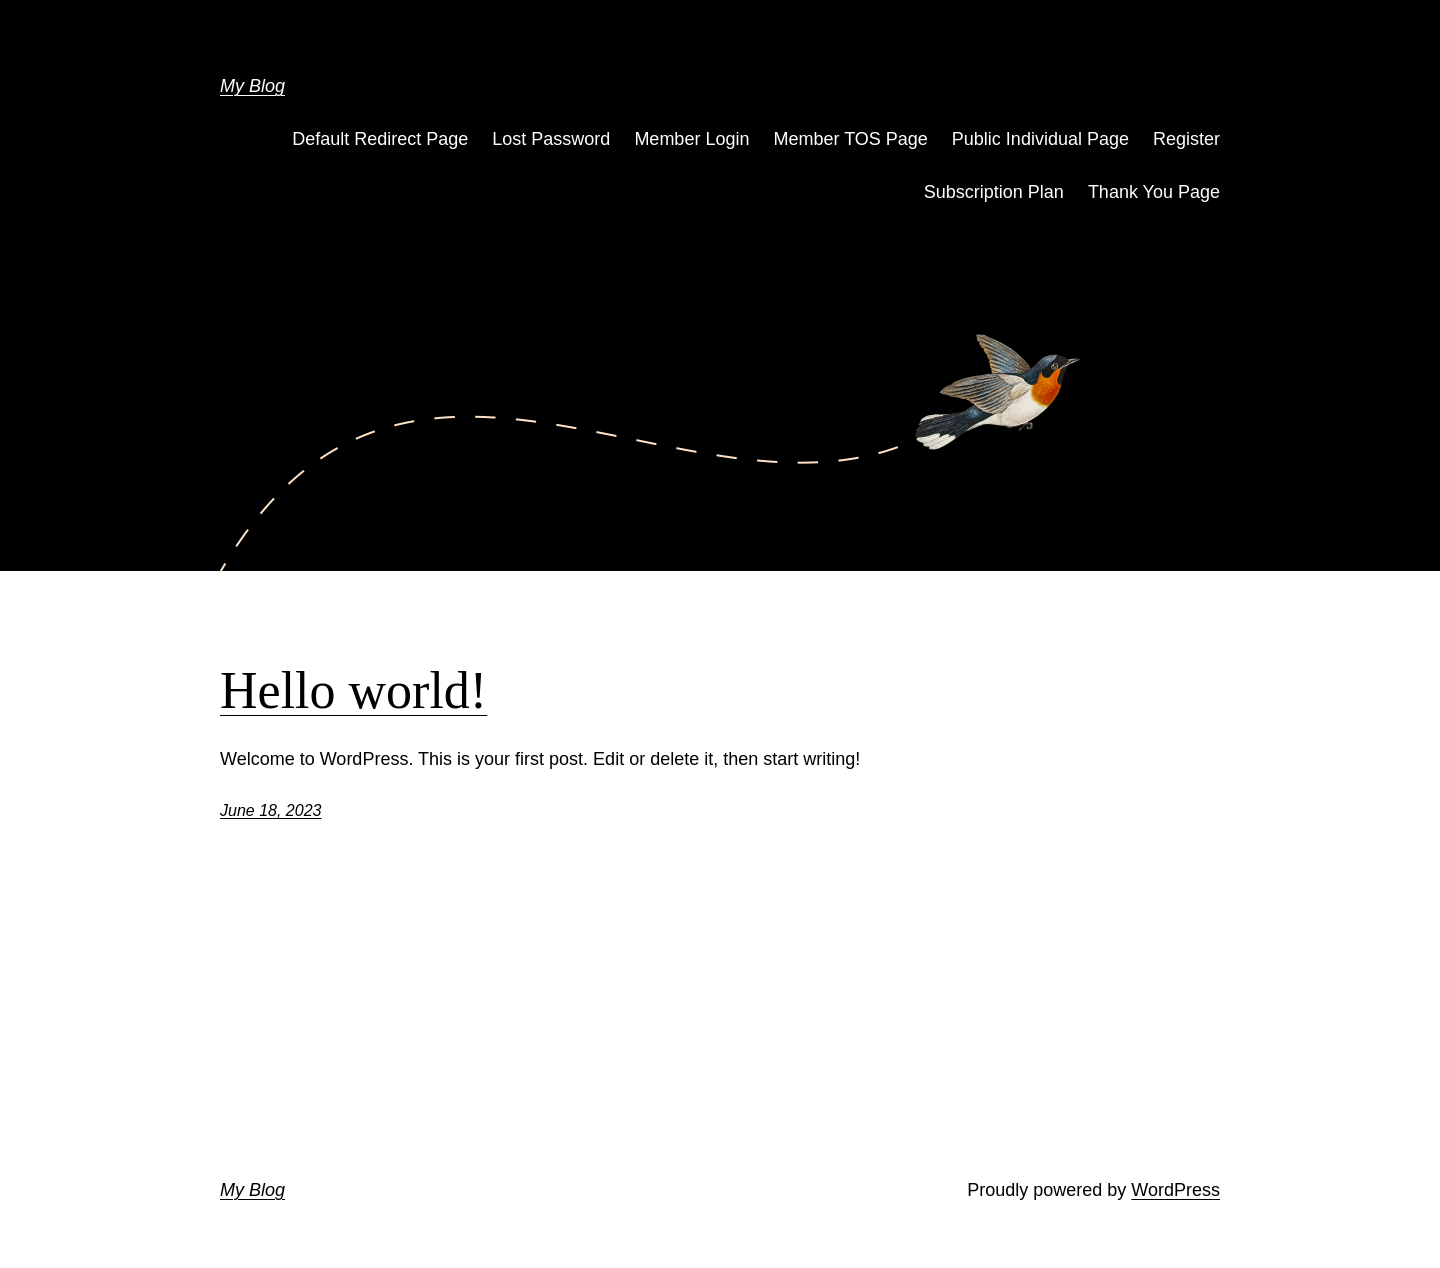 My Blog
Default Redirect Page Lost Password Member Login Member TOS Page Public Individual Page Register
Subscription Plan Thank You Page
Hello world!
Welcome to WordPress. This is your first post. Edit or delete it, then start writing!
June 18, 2023
My Blog Proudly powered by WordPress